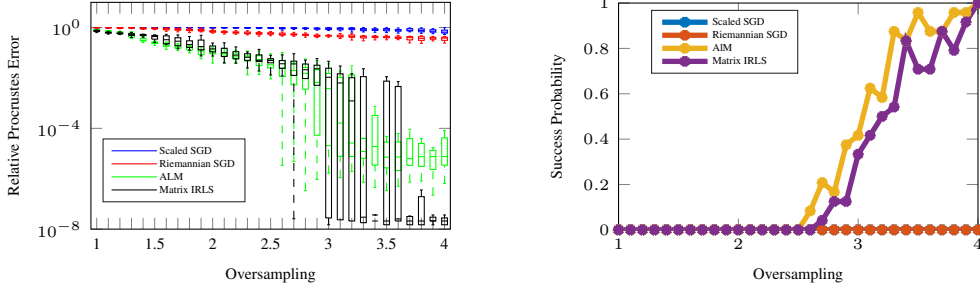 Relative Procrustes Error
10^0
10^{-4}
10^{-8}
Scaled SGD
Riemannian SGD
ALM
Matrix IRLS
1 1.5 2 2.5 3 3.5 4
Oversampling
Success Probability
1
0.8
0.6
0.4
0.2
0
Scaled SGD
Riemannian SGD
AlM
Matrix IRLS
1 2 3 4
Oversampling